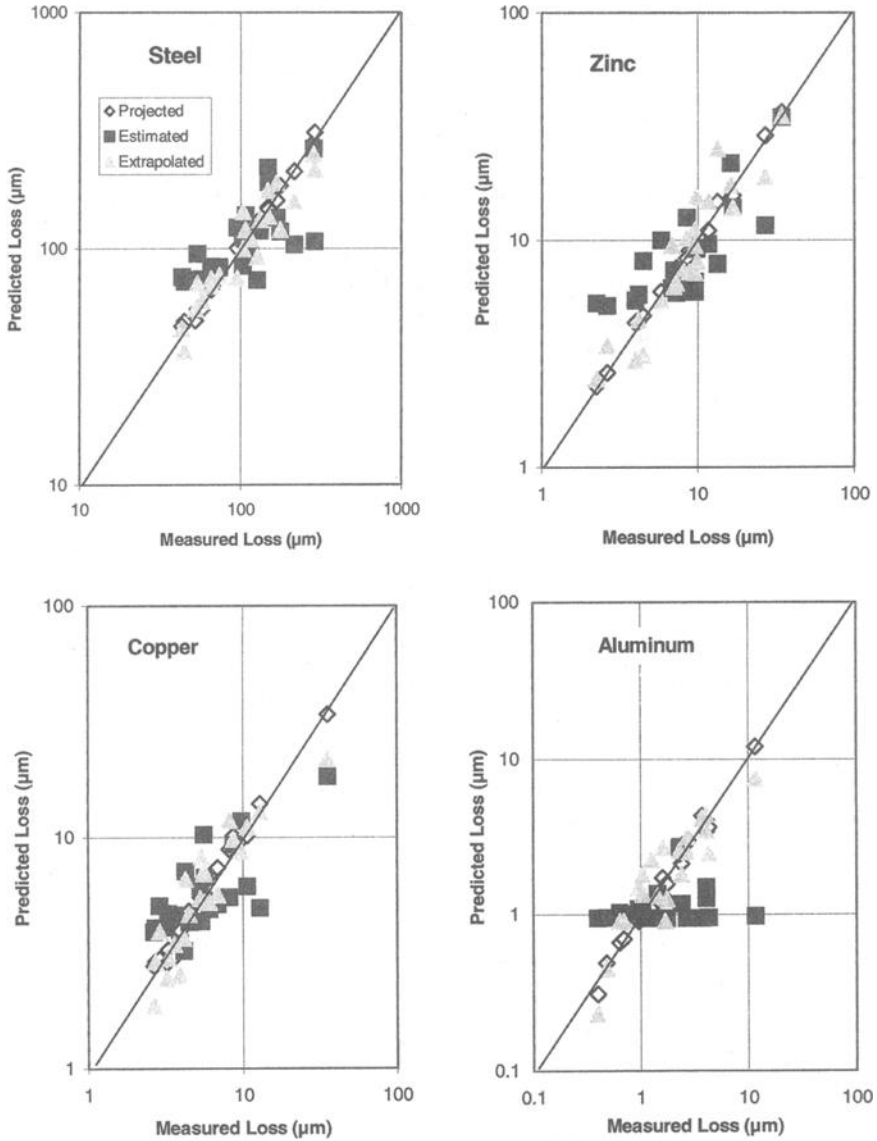 Steel
1000
100
10
10
100
1000
Projected
Estimated
Extrapolated
Predicted Loss (µm)
Measured Loss (µm)
Zinc
100
10
1
1
10
100
Predicted Loss (µm)
Measured Loss (µm)
Copper
100
10
1
1
10
100
Predicted Loss (µm)
Measured Loss (µm)
Aluminum
100
10
1
0.1
0.1
1
10
100
Predicted Loss (µm)
Measured Loss (µm)